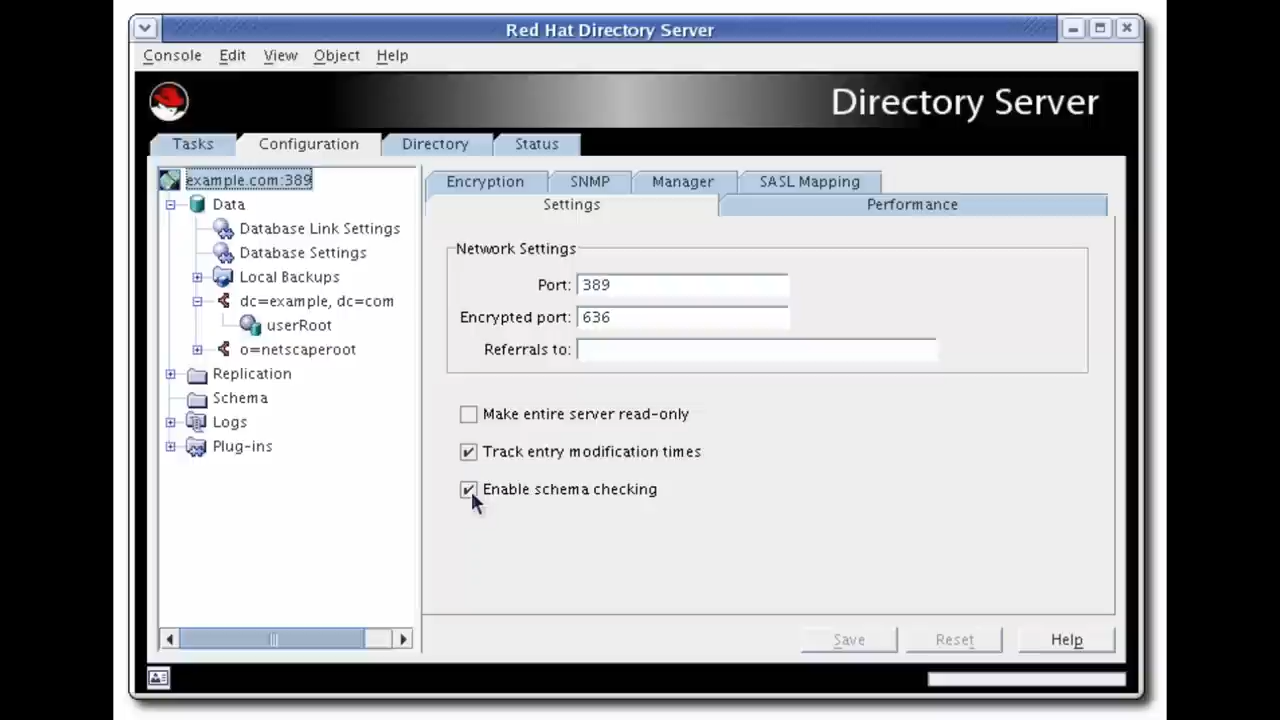 Red Hat Directory Server
Console Edit View Object Help
Directory Server
Tasks Configuration Directory Status
example.com:389
Data
Database Link Settings
Database Settings
Local Backups
dc=example, dc=com
userRoot
o=netscaperoot
Replication
Schema
Logs
Plug-ins
Encryption SNMP Manager SASL Mapping
Settings Performance
Network Settings
Port: 389
Encrypted port: 636
Referrals to:
Make entire server read-only
Track entry modification times
Enable schema checking
Save Reset Help